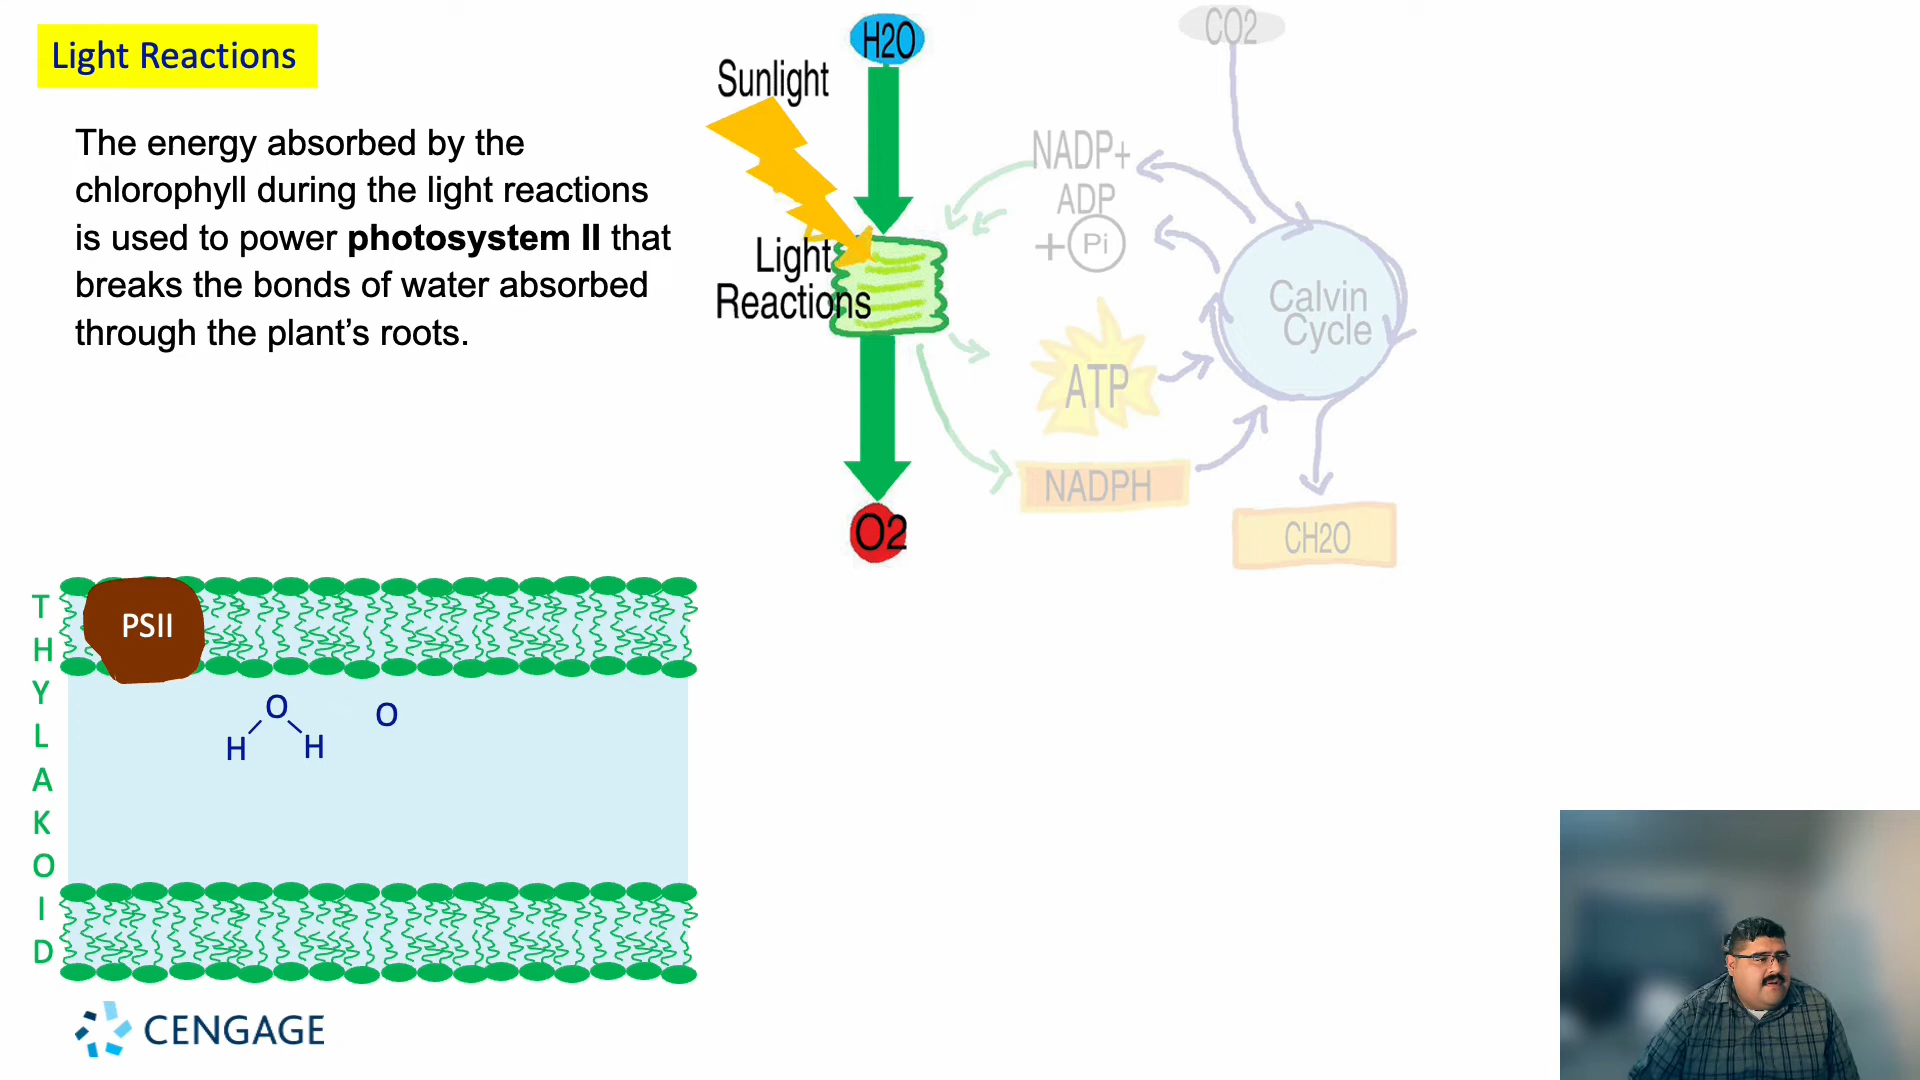 Light Reactions
The energy absorbed by the
chlorophyll during the light reactions
is used to power photosystem II that
breaks the bonds of water absorbed
through the plant’s roots.
H2O
Sunlight
Light
Reactions
O2
CO2
NADP+
ADP
+ Pi
ATP
NADPH
Calvin
Cycle
CH2O
THYLAKOID
PSII
O
H H
O
CENGAGE